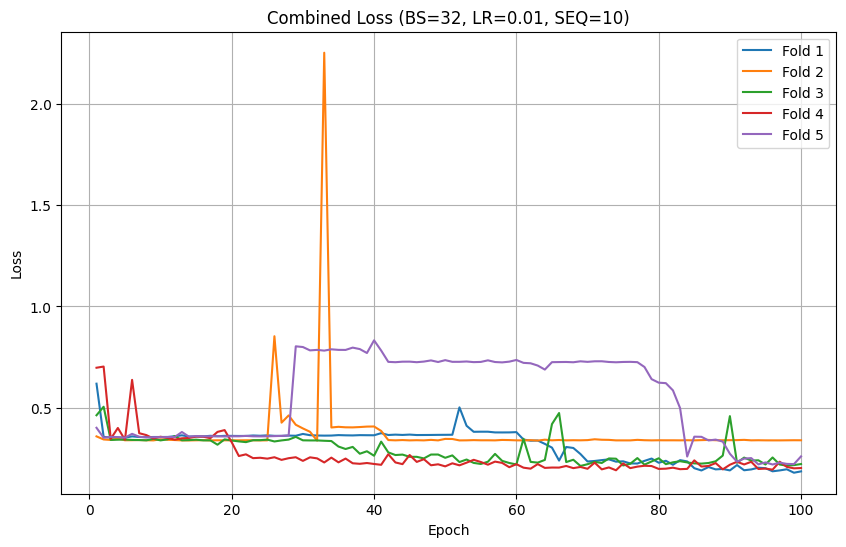 Combined Loss (BS=32, LR=0.01, SEQ=10)
Fold 1
Fold 2
Fold 3
Fold 4
Fold 5
Loss
2.0
1.5
1.0
0.5
0
20
40
60
80
100
Epoch